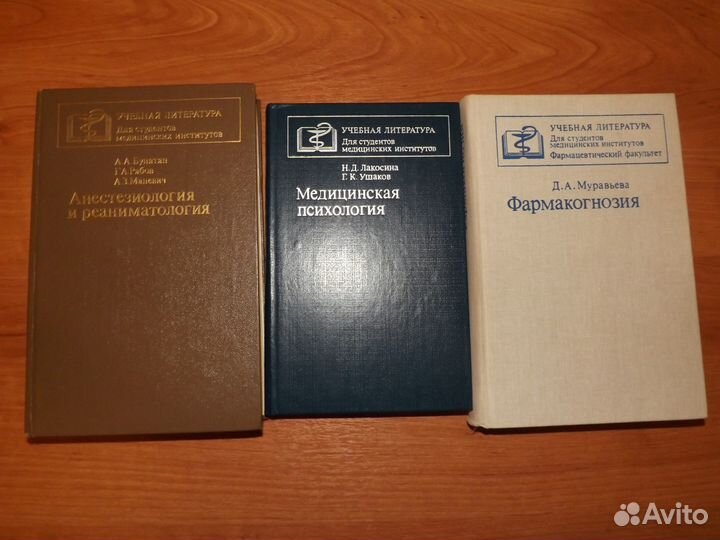 УЧЕБНАЯ ЛИТЕРАТУРА
Для студентов
медицинских институтов
А.А.Бунатян
Г.А.Рябов
А.З.Маневич
Анестезиология
и реаниматология
УЧЕБНАЯ ЛИТЕРАТУРА
Для студентов
медицинских институтов
Н.Д.Лакосина
Г.К.Ушаков
Медицинская
психология
УЧЕБНАЯ ЛИТЕРАТУРА
Для студентов
медицинских институтов
Фармацевтический факультет
Д.А.Муравьева
Фармакогнозия
Avito